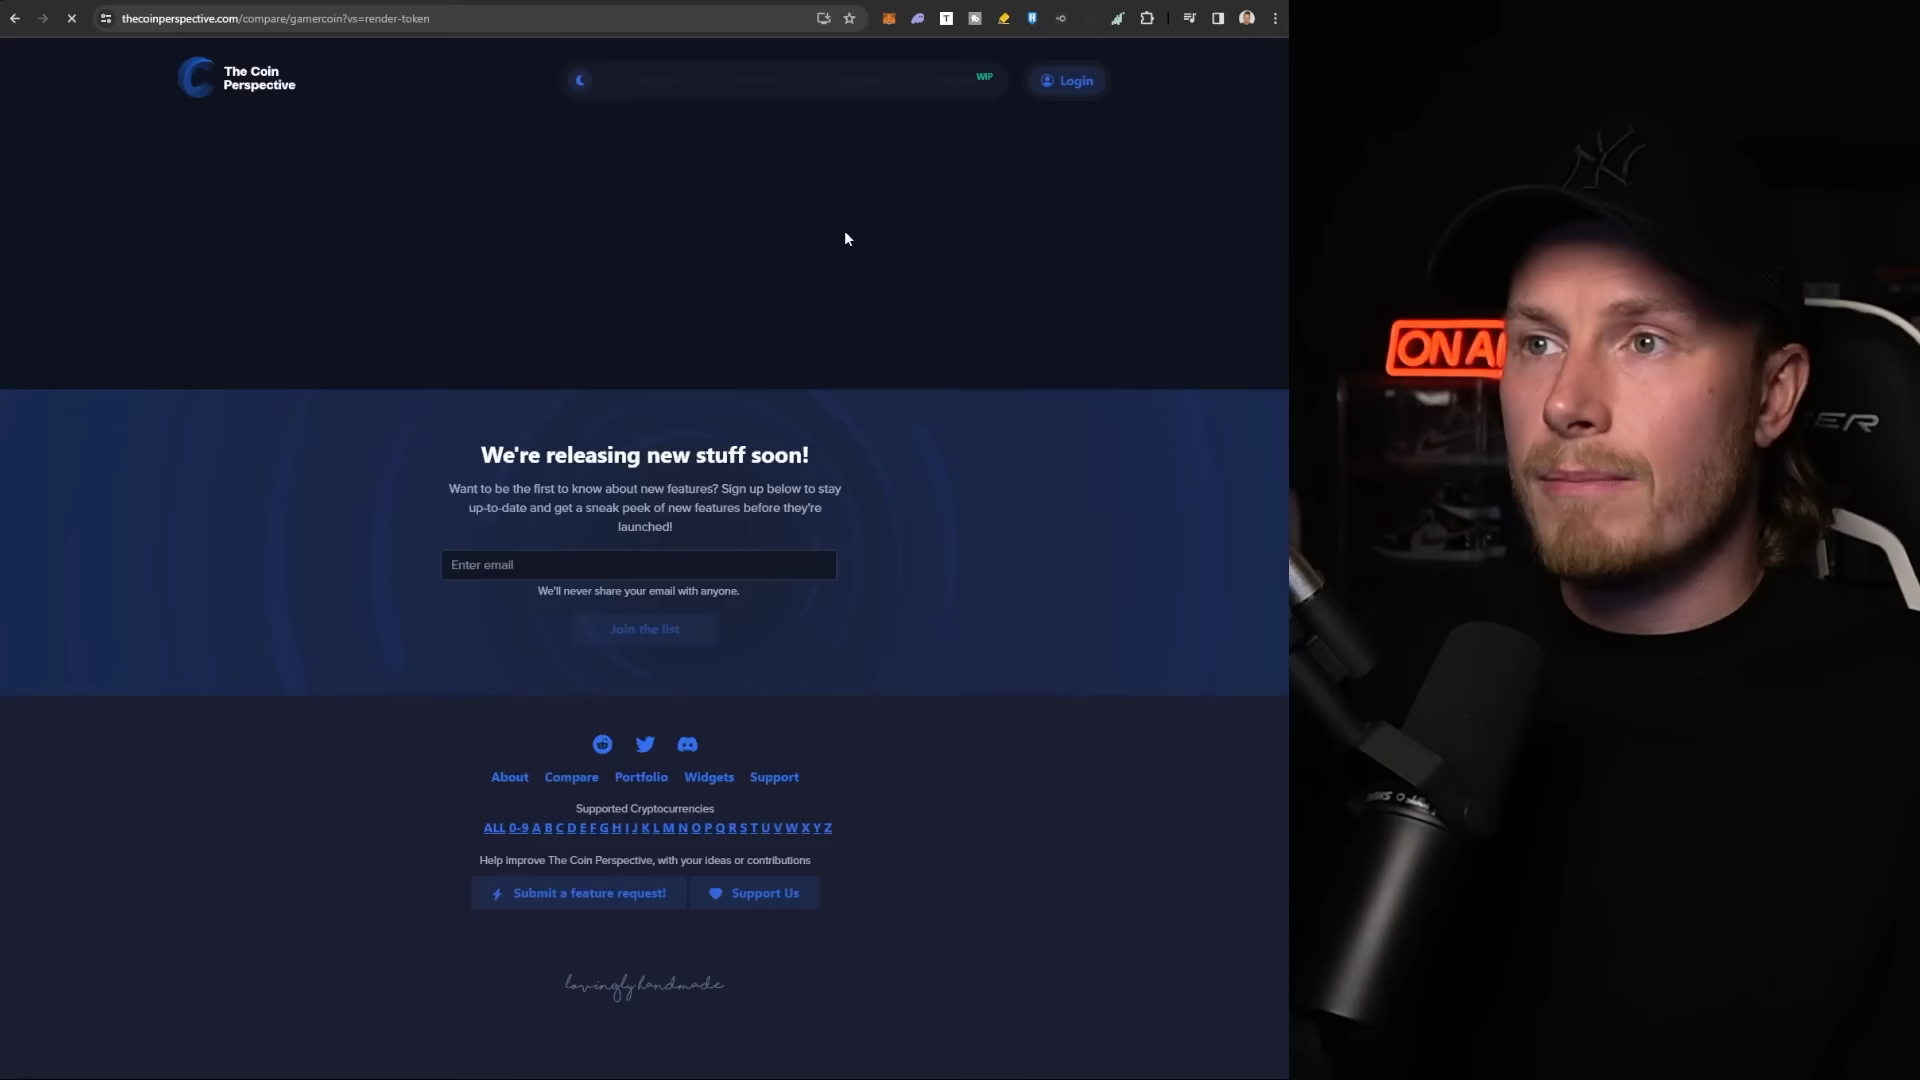 thecoinperspective.com/compare/gamercoin?vs=render-token
The Coin
Perspective
WIP
Login
We're releasing new stuff soon!
Want to be the first to know about new features? Sign up below to stay
up-to-date and get a sneak peek of new features before they're
launched!
Enter email
We'll never share your email with anyone.
Join the list
About Compare Portfolio Widgets Support
Supported Cryptocurrencies
ALL 0-9 A B C D E F G H I J K L M N O P Q R S T U V W X Y Z
Help improve The Coin Perspective, with your ideas or contributions
Submit a feature request!
Support Us
lovingly handmade
NY
ON AI
ER